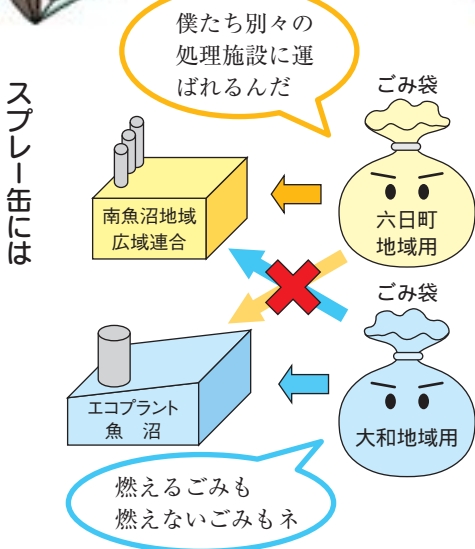 僕たち別々の
処理施設に運
ばれるんだ
スプレー缶には
ごみ袋
六日町
地域用
南魚沼地域
広域連合
ごみ袋
大和地域用
エコプラント
魚 沼
燃えるごみも
燃えないごみもネ